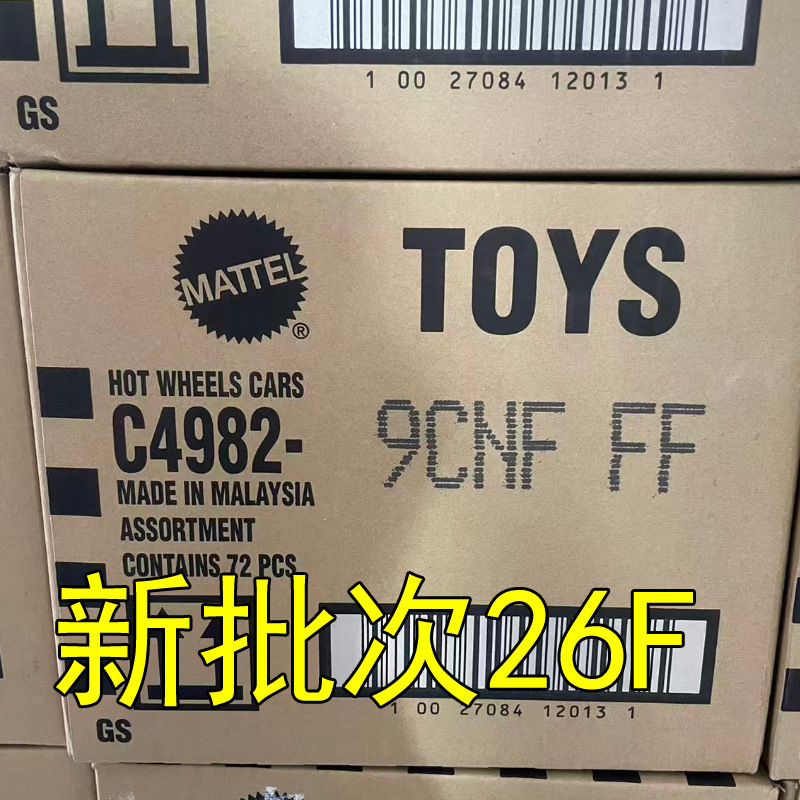 1 00 27084 12013 1
GS
MATTEL
®
TOYS
HOT WHEELS CARS
C4982-
9CNF FF
MADE IN MALAYSIA
ASSORTMENT
CONTAINS 72 PCS
新批次26F
1 00 27084 12013 1
GS